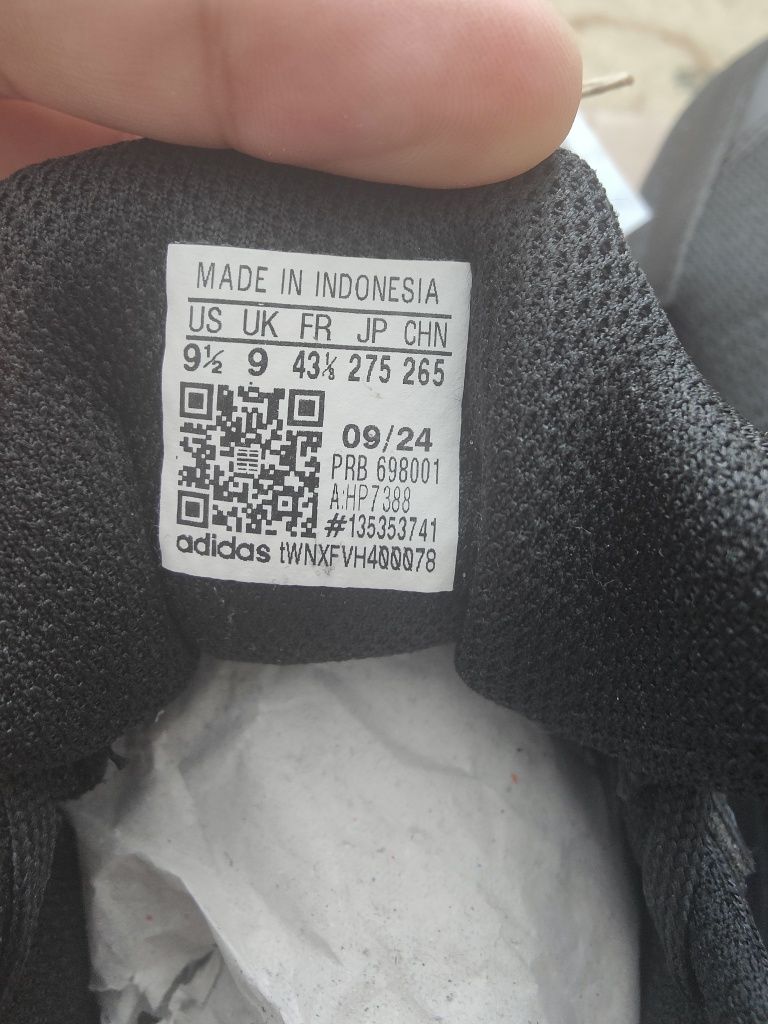 MADE IN INDONESIA
US UK FR JP CHN
9½ 9 43⅓ 275 265
09/24
PRB 698001
A:HP7388
#135353741
adidas tWNXFVH400078